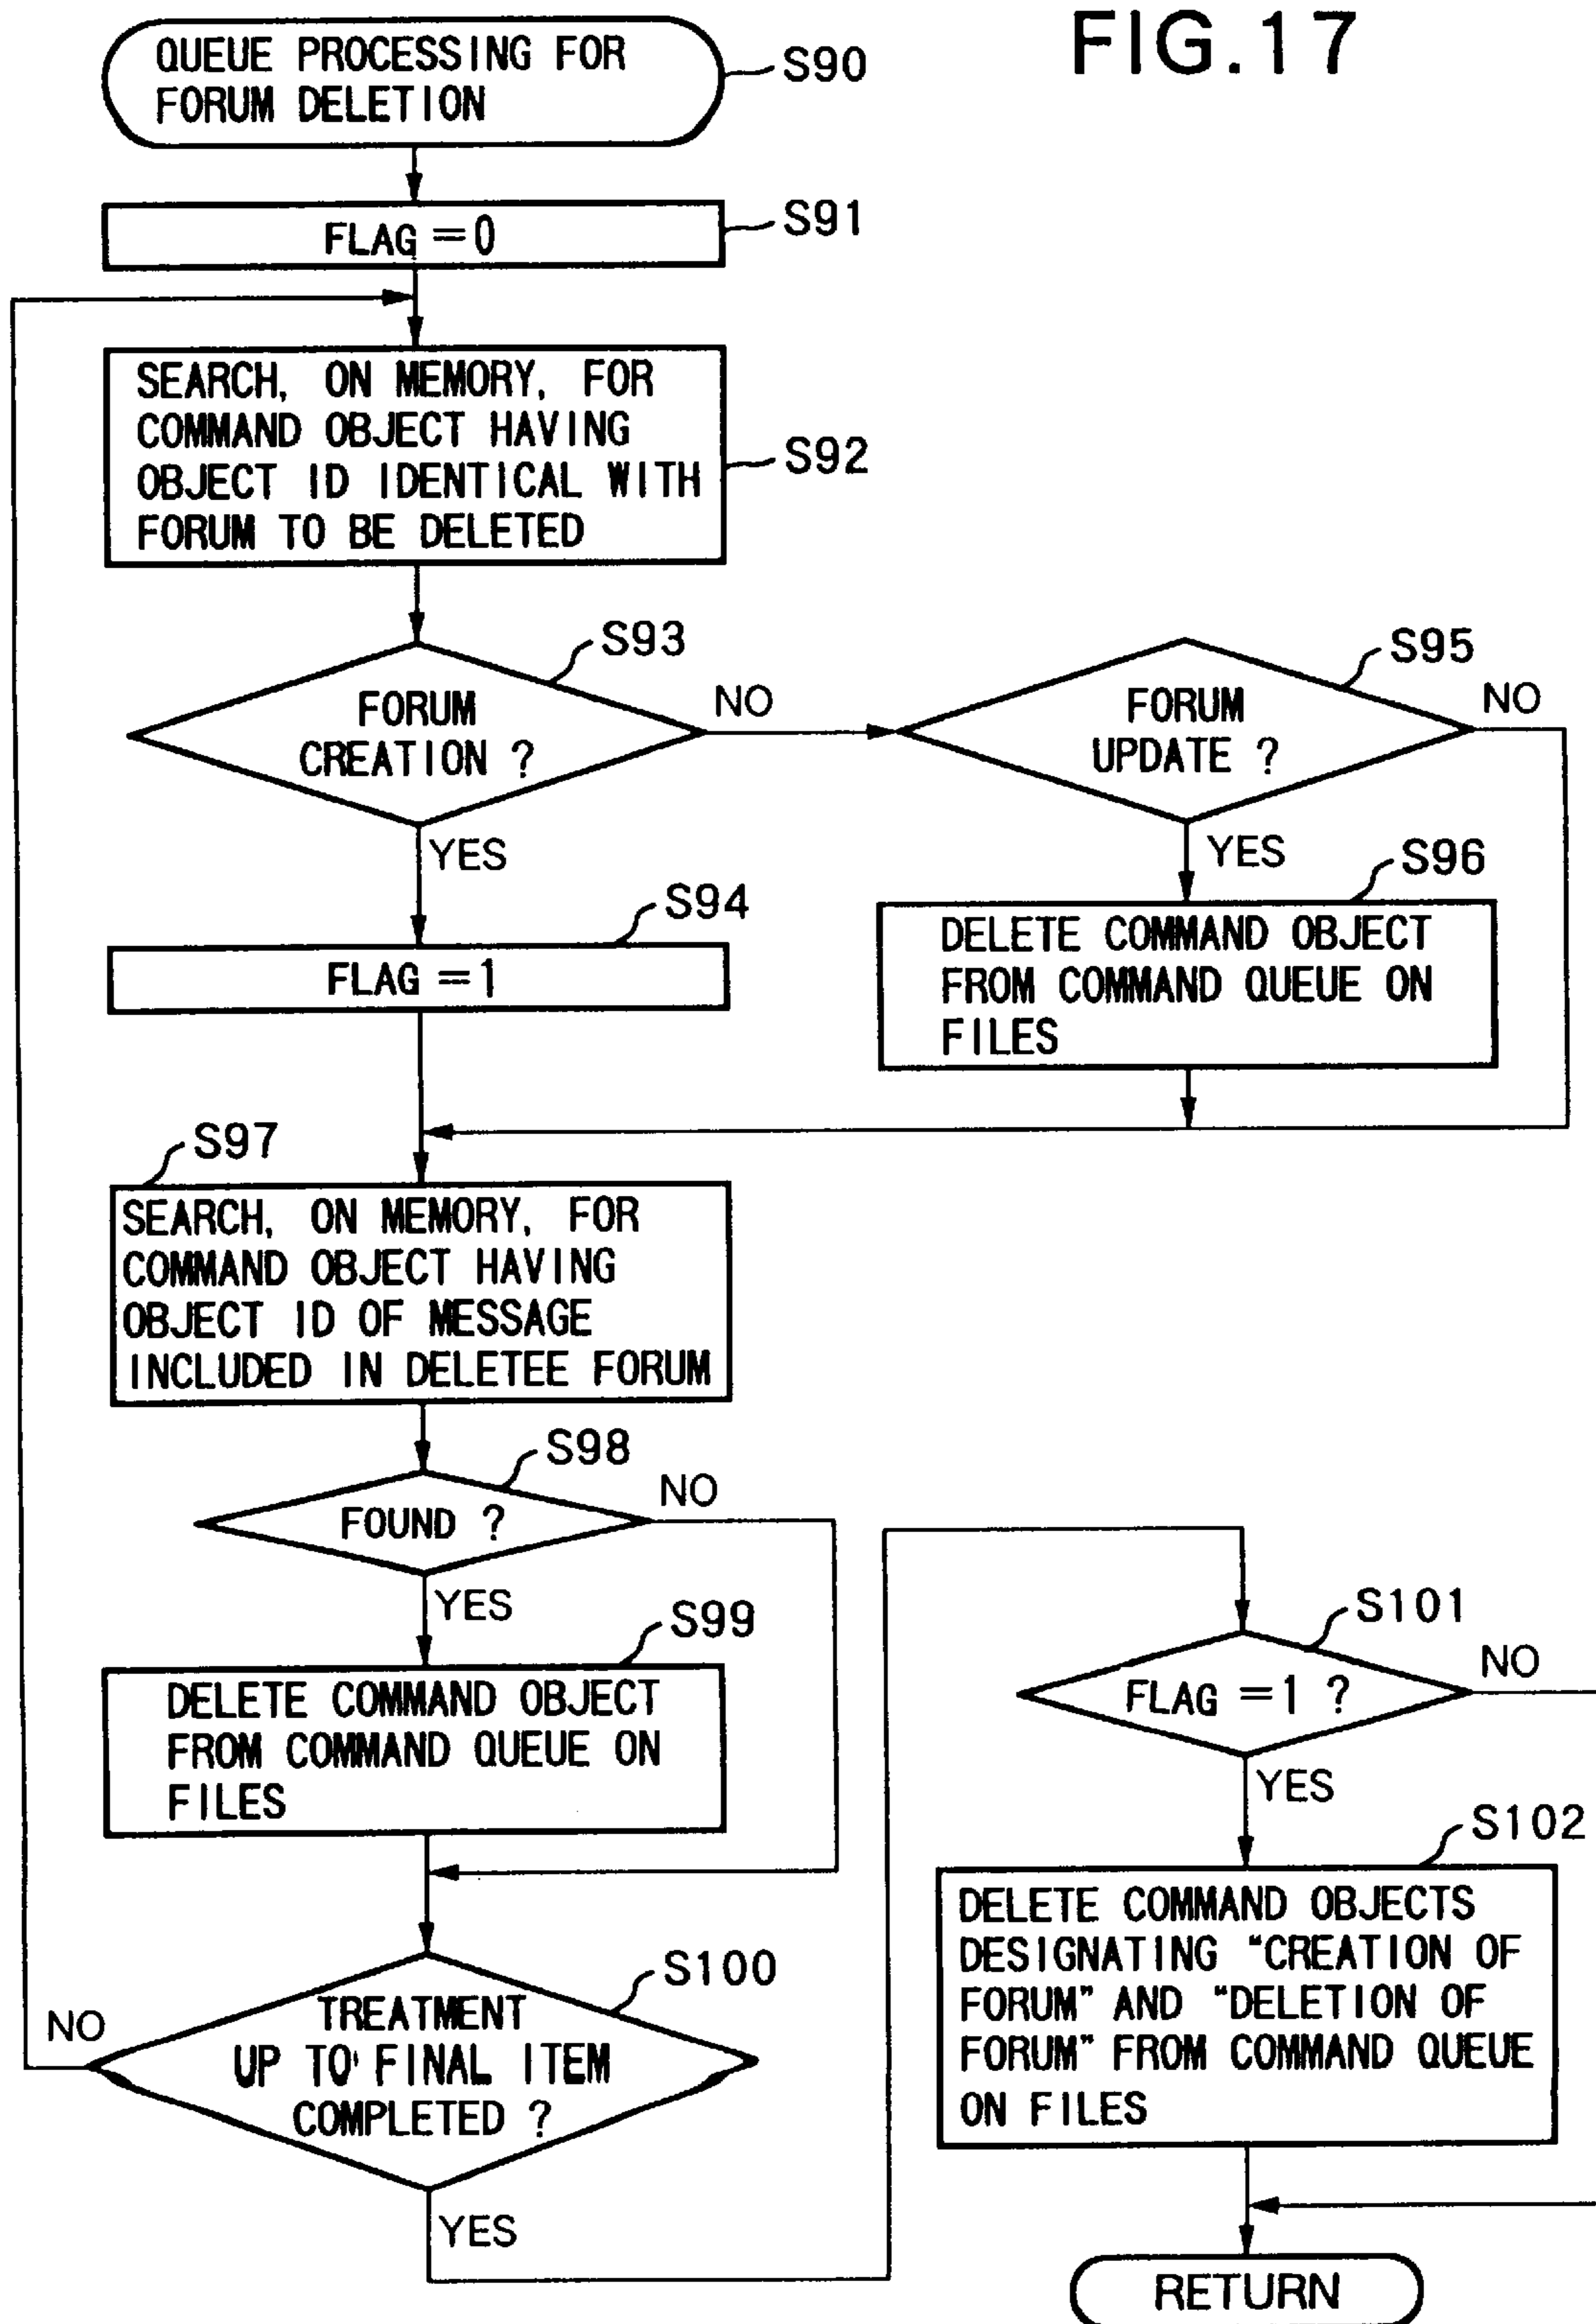 FIG.17
QUEUE PROCESSING FOR
FORUM DELETION
S90
FLAG =0
S91
SEARCH, ON MEMORY, FOR
COMMAND OBJECT HAVING
OBJECT ID IDENTICAL WITH
FORUM TO BE DELETED
S92
S93
FORUM
CREATION ?
NO
YES
S95
FORUM
UPDATE ?
NO
YES
S94
FLAG =1
S96
DELETE COMMAND OBJECT
FROM COMMAND QUEUE ON
FILES
S97
SEARCH, ON MEMORY, FOR
COMMAND OBJECT HAVING
OBJECT ID OF MESSAGE
INCLUDED IN DELETEE FORUM
S98
FOUND ?
NO
YES
S99
DELETE COMMAND OBJECT
FROM COMMAND QUEUE ON
FILES
S100
TREATMENT
UP TO FINAL ITEM
COMPLETED ?
NO
YES
S101
FLAG =1 ?
NO
YES
S102
DELETE COMMAND OBJECTS
DESIGNATING "CREATION OF
FORUM" AND "DELETION OF
FORUM" FROM COMMAND QUEUE
ON FILES
RETURN